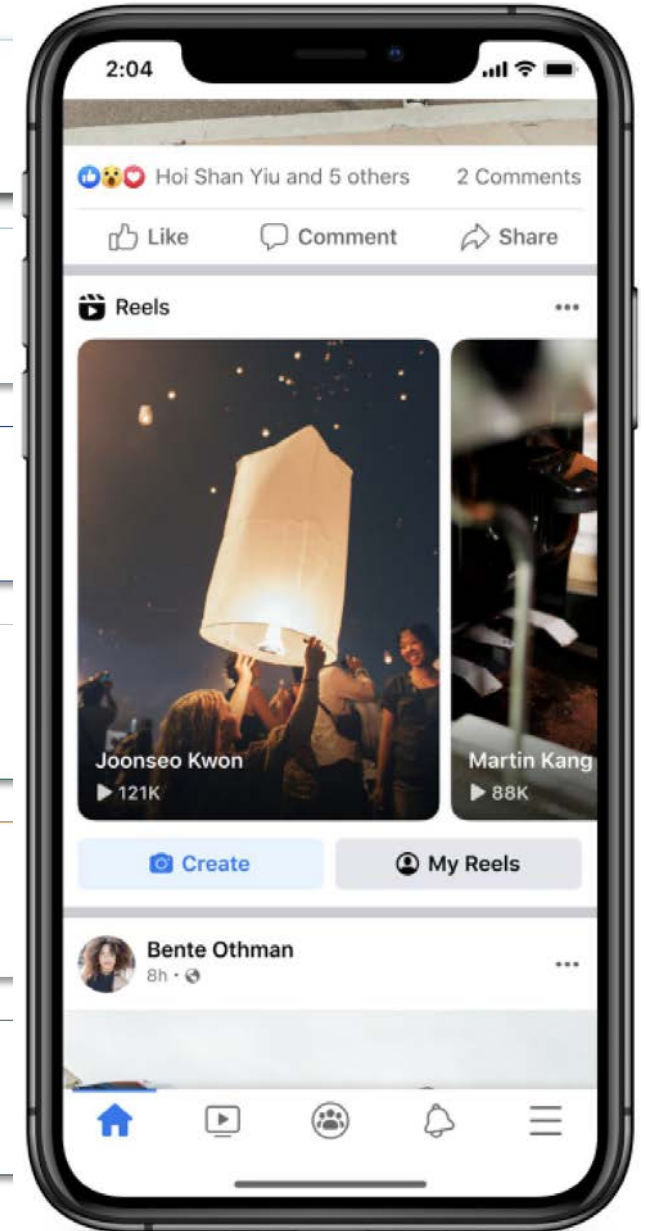 2:04
Hoi Shan Yiu and 5 others 2 Comments
Like Comment Share
Reels
Joonseo Kwon
121K
Martin Kang
88K
Create My Reels
Bente Othman
8h ·